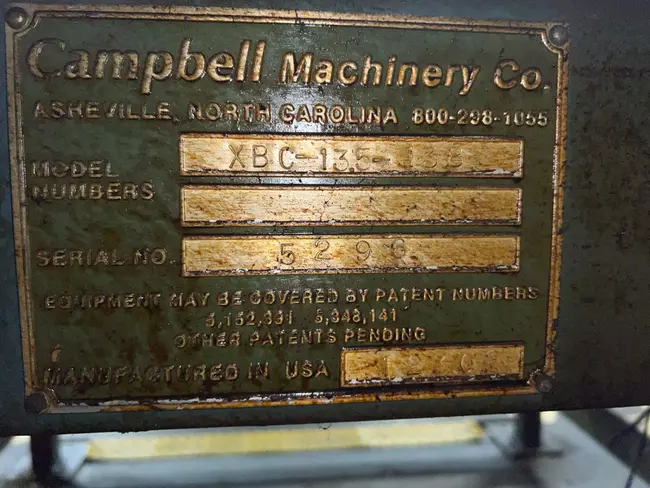 Campbell Machinery Co.
ASHEVILLE, NORTH CAROLINA 800-298-1055
MODEL NUMBERS
XBC-135-
SERIAL NO.
EQUIPMENT MAY BE COVERED BY PATENT NUMBERS
5,152,331 5,348,141
OTHER PATENTS PENDING
MANUFACTURED IN USA